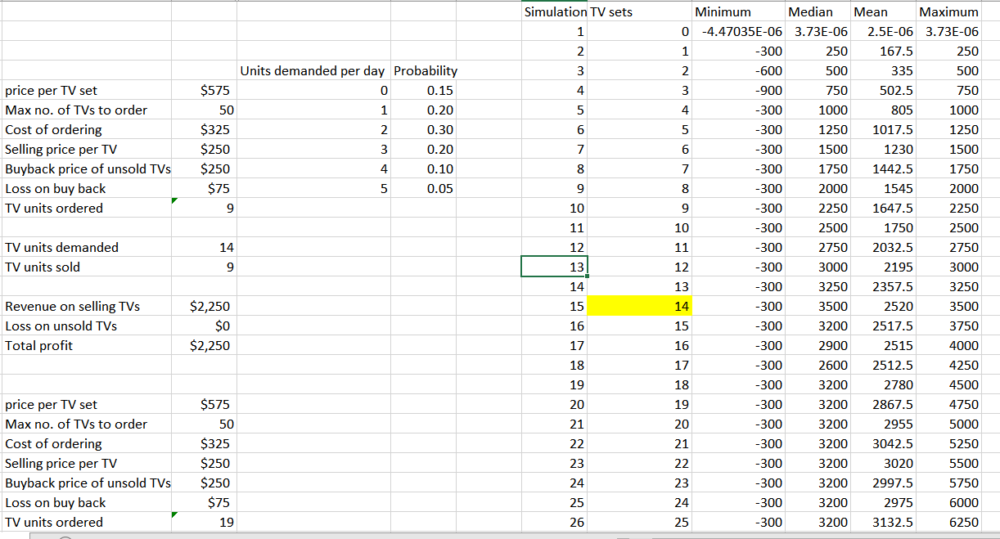 Simulation TV sets Minimum Median Mean Maximum
1 0 -4.47035E-06 3.73E-06 2.5E-06 3.73E-06
2 1 -300 250 167.5 250
Units demanded per day Probability 3 2 -600 500 335 500
price per TV set $575 0 0.15 4 3 -900 750 502.5 750
Max no. of TVs to order 50 1 0.20 5 4 -300 1000 805 1000
Cost of ordering $325 2 0.30 6 5 -300 1250 1017.5 1250
Selling price per TV $250 3 0.20 7 6 -300 1500 1230 1500
Buyback price of unsold TVs $250 4 0.10 8 7 -300 1750 1442.5 1750
Loss on buy back $75 5 0.05 9 8 -300 2000 1545 2000
TV units ordered 9 10 9 -300 2250 1647.5 2250
11 10 -300 2500 1750 2500
TV units demanded 14 12 11 -300 2750 2032.5 2750
TV units sold 9 13 12 -300 3000 2195 3000
14 13 -300 3250 2357.5 3250
Revenue on selling TVs $2,250 15 14 -300 3500 2520 3500
Loss on unsold TVs $0 16 15 -300 3200 2517.5 3750
Total profit $2,250 17 16 -300 2900 2515 4000
18 17 -300 2600 2512.5 4250
19 18 -300 3200 2780 4500
price per TV set $575 20 19 -300 3200 2867.5 4750
Max no. of TVs to order 50 21 20 -300 3200 2955 5000
Cost of ordering $325 22 21 -300 3200 3042.5 5250
Selling price per TV $250 23 22 -300 3200 3020 5500
Buyback price of unsold TVs $250 24 23 -300 3200 2997.5 5750
Loss on buy back $75 25 24 -300 3200 2975 6000
TV units ordered 19 26 25 -300 3200 3132.5 6250